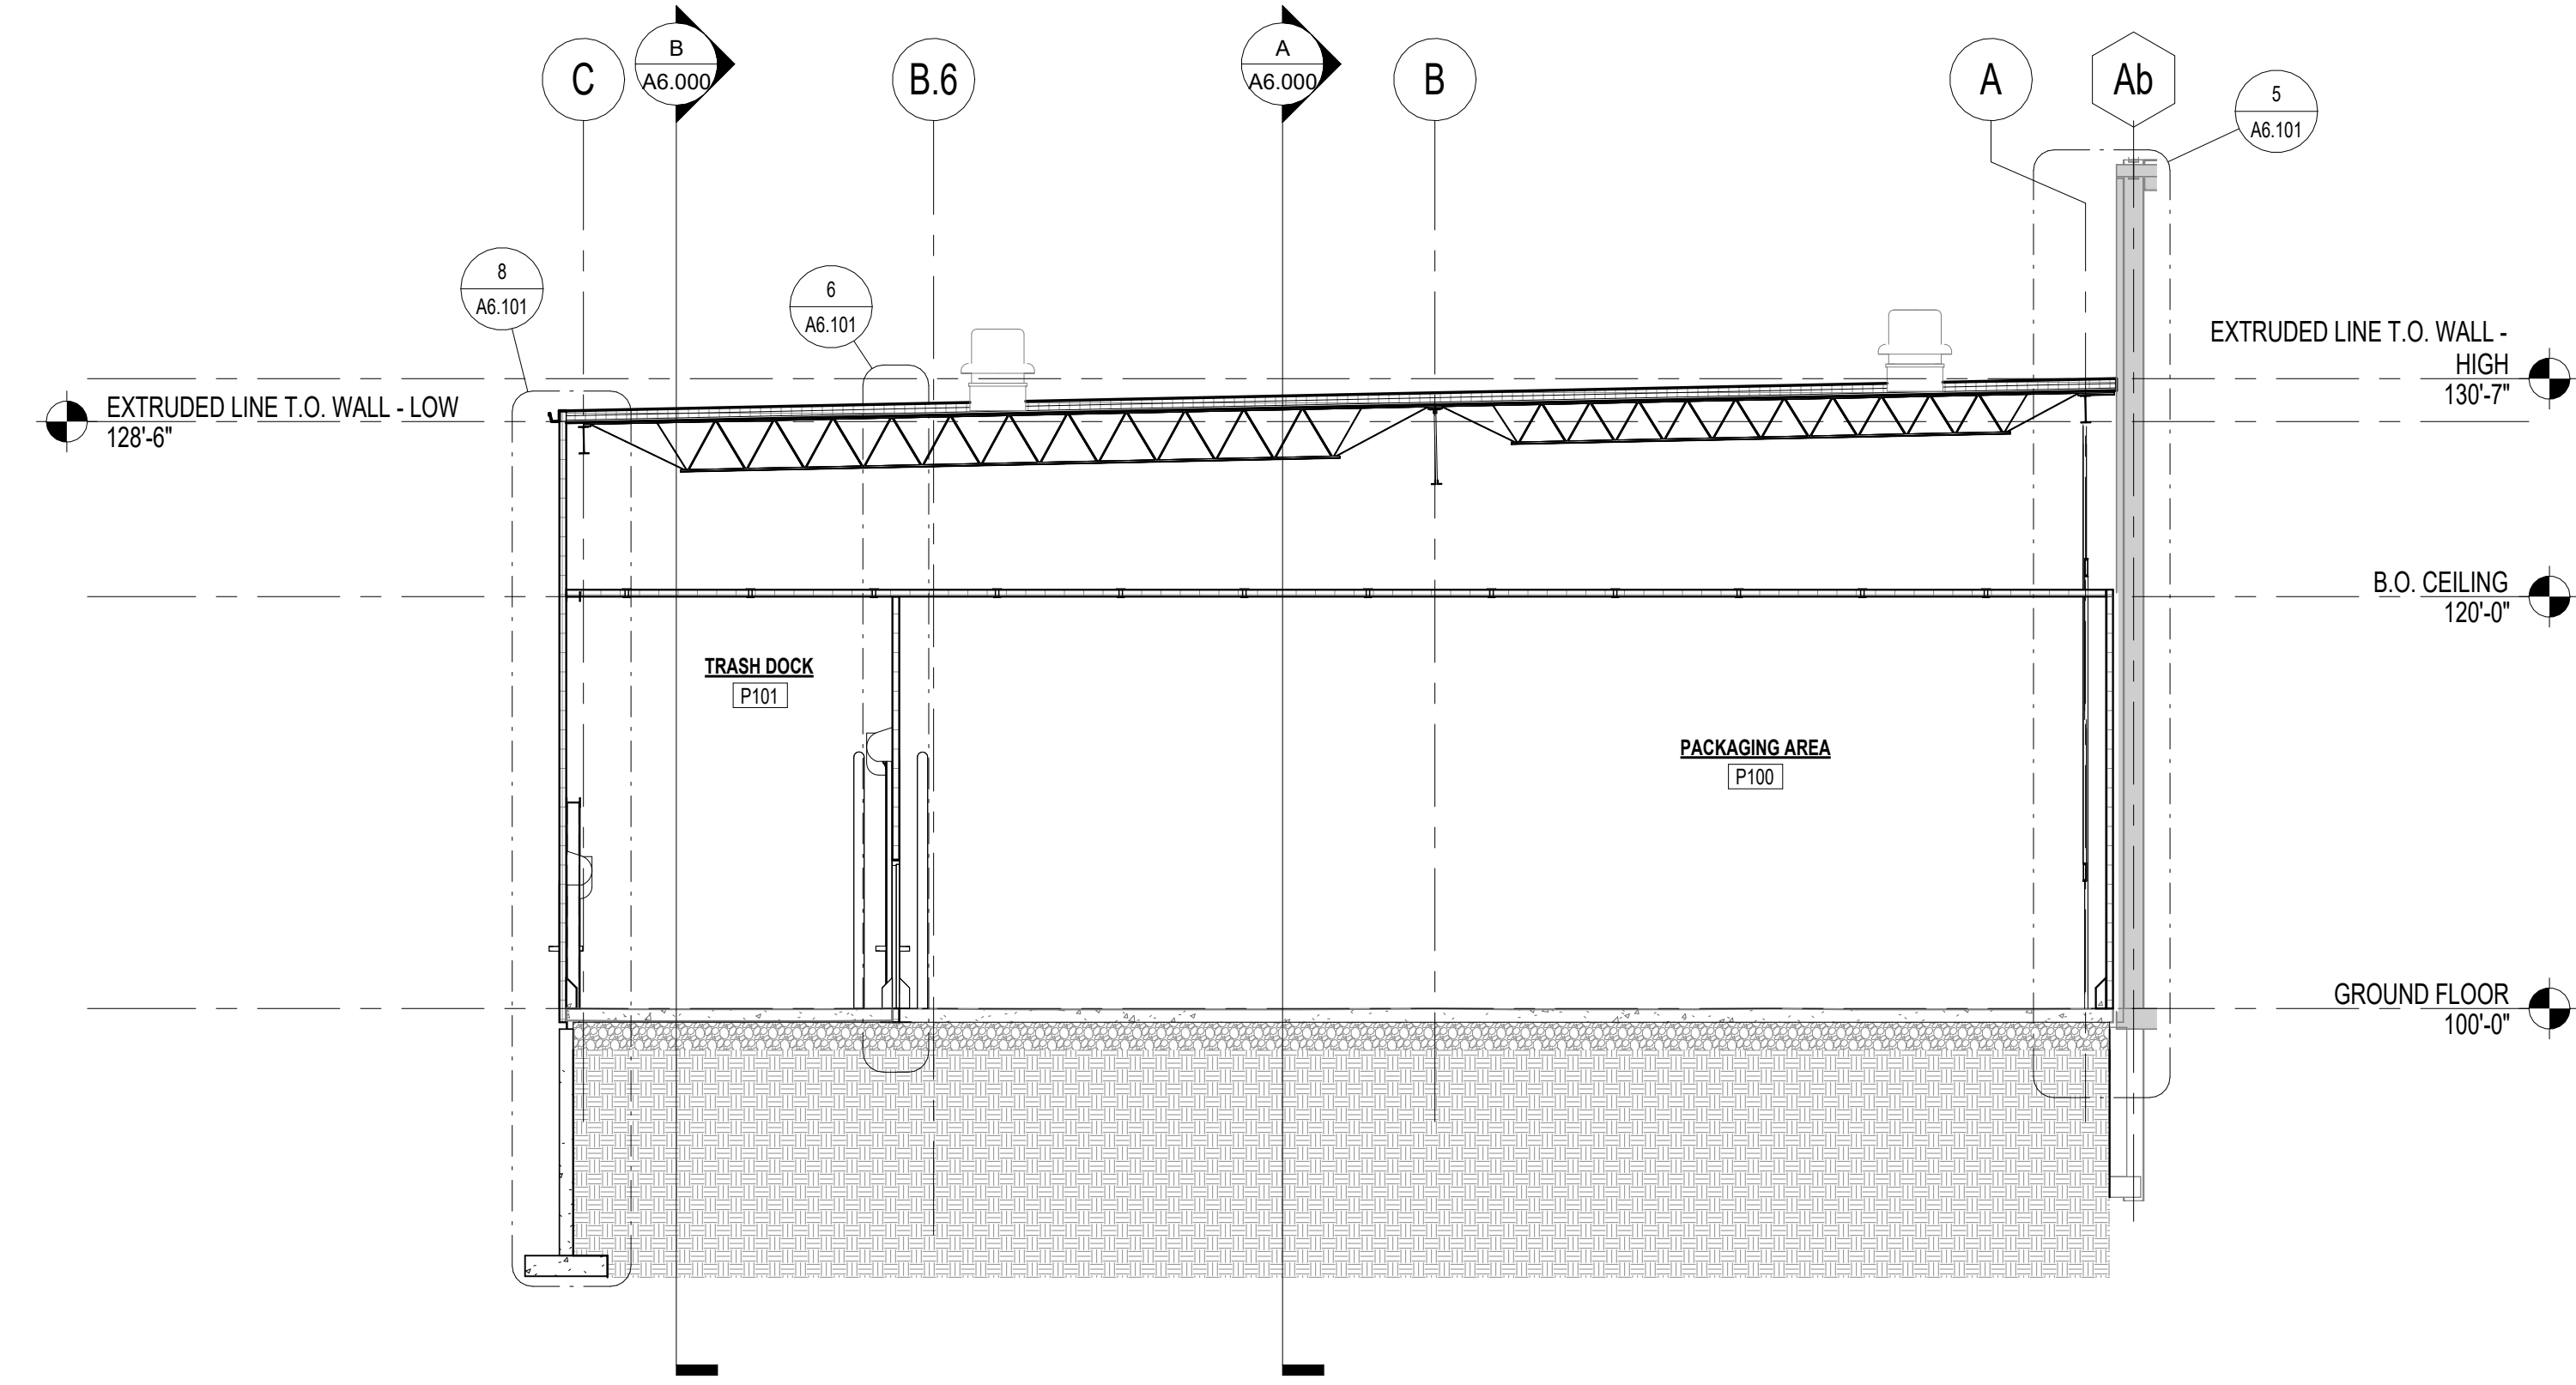 C
B
A6.000
B.6
A
A6.000
B
A
Ab
5
A6.101
8
A6.101
6
A6.101
EXTRUDED LINE T.O. WALL - LOW
128'-6"
EXTRUDED LINE T.O. WALL -
HIGH
130'-7"
B.O. CEILING
120'-0"
TRASH DOCK
P101
PACKAGING AREA
P100
GROUND FLOOR
100'-0"